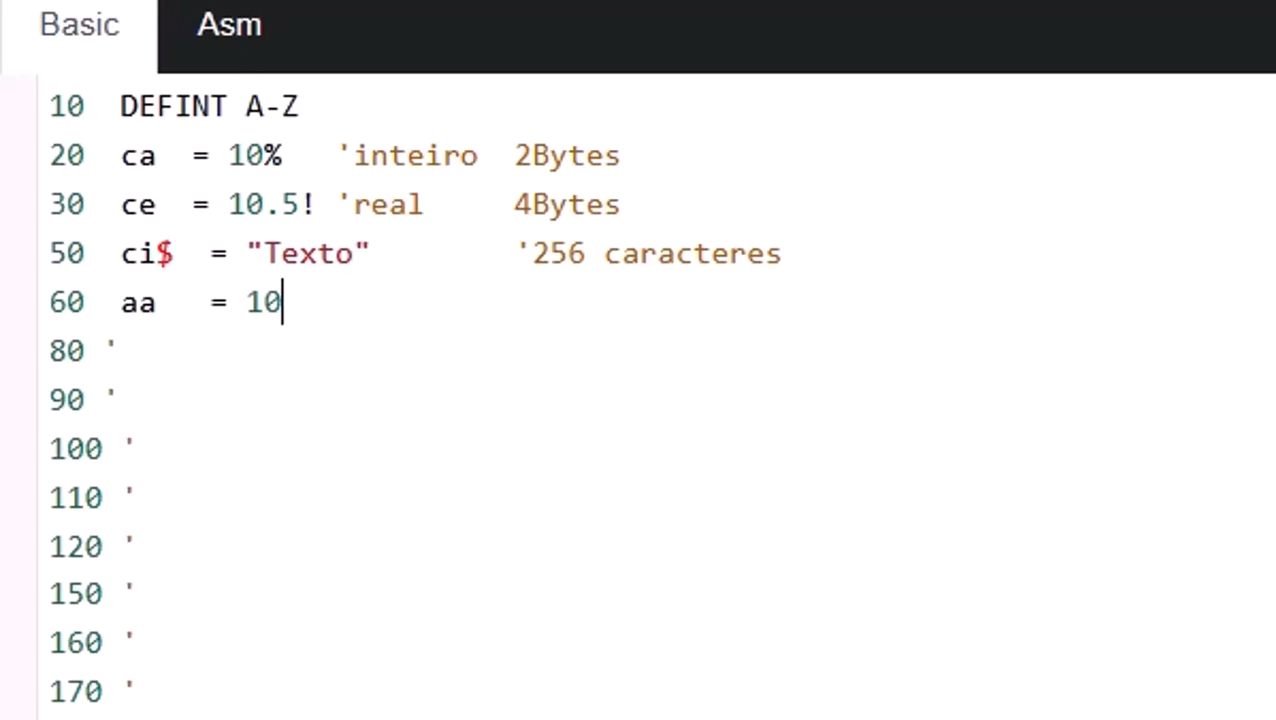 Basic Asm
10 DEFINT A-Z
20 ca = 10% 'inteiro 2Bytes
30 ce = 10.5! 'real 4Bytes
50 ci$ = "Texto" '256 caracteres
60 aa = 10
80 '
90 '
100 '
110 '
120 '
150 '
160 '
170 '